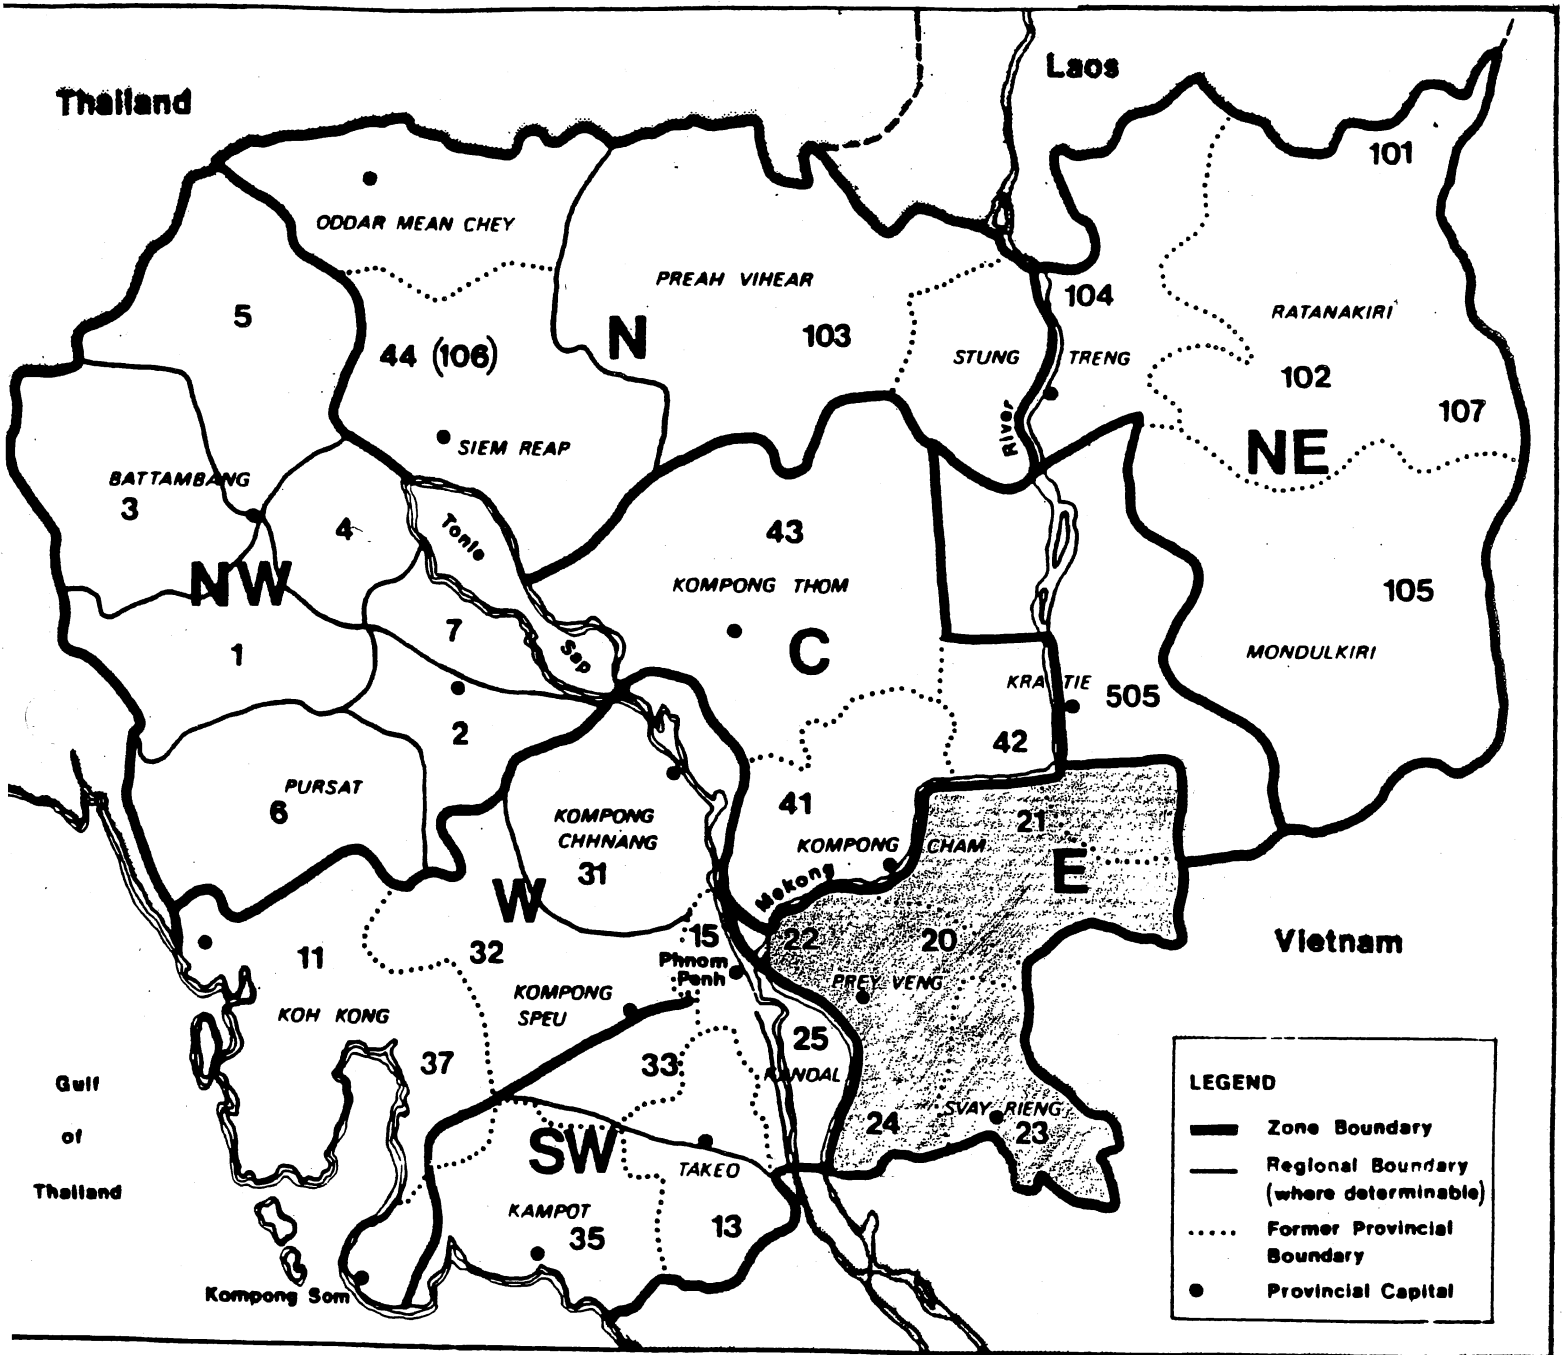 Laos
Thailand
101
ODDAR MEAN CHEY
PREAH VIHEAR
104
5
RATANAKIRI
N
103
44 (106)
STUNG TRENG
102
107
River
SIEM REAP
NE
BATTAMBANG
3
4
Tonle
43
NW
KOMPONG THOM
105
7
1
Sap
C
MONDULKIRI
KRATIE
505
2
42
PURSAT
6
41
KOMPONG
CHHNANG
31
21
KOMPONG CHAM
E
Mekong
W
15
22
20
Vietnam
32
11
Phnom
Penh
PREY VENG
KOMPONG
SPEU
KOH KONG
25
37
33
KANDAL
Gulf
of
Thailand
SVAY RIENG
24
23
SW
TAKEO
KAMPOT
35
13
Kompong Som
LEGEND
Zone Boundary
Regional Boundary
(where determinable)
Former Provincial
Boundary
Provincial Capital